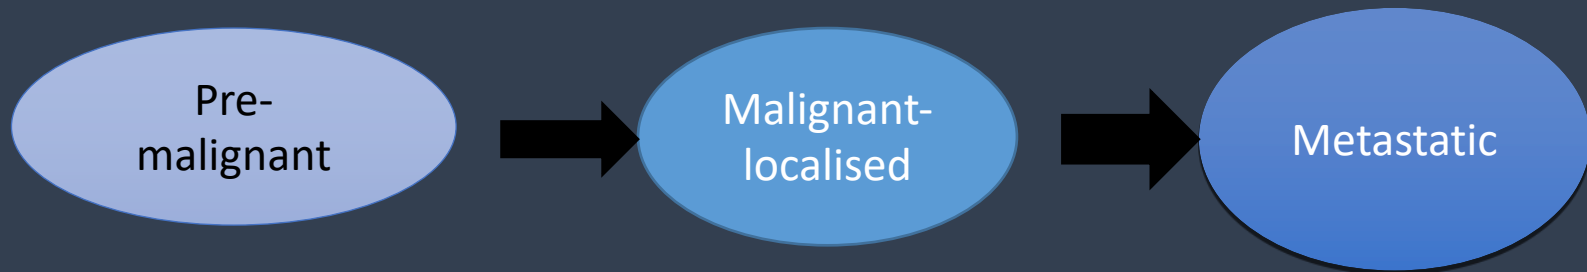 Pre-
malignant
Malignant-
localised
Metastatic